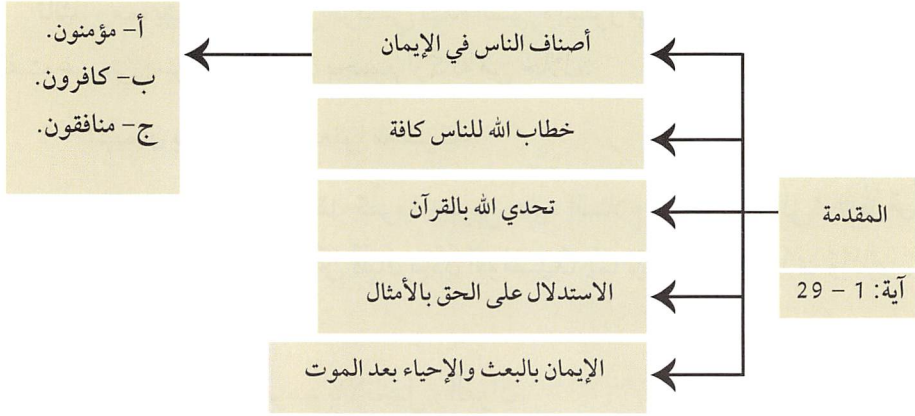 المقدمة
آية: 1 – 29
أصناف الناس في الإيمان
أ– مؤمنون.
ب– كافرون.
ج– منافقون.
خطاب الله للناس كافة
تحدي الله بالقرآن
الاستدلال على الحق بالأمثال
الإيمان بالبعث والإحياء بعد الموت